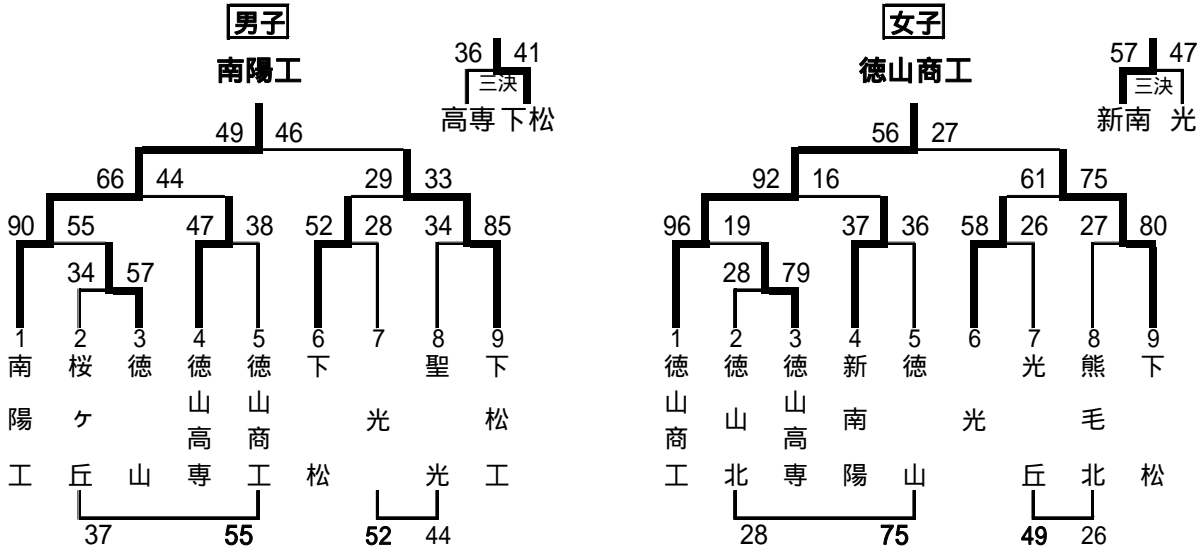 男子
南陽工
36 41
三決
高専 下松
49 46
66 44 29 33
90 55 47 38 52 28 34 85
34 57
1 2 3 4 5 6 7 8 9
南陽工
桜ヶ丘
徳山
徳山高専
徳山商工
下松
光
聖光
下松工
37 55 52 44
女子
徳山商工
57 47
三決
新南 光
56 27
92 16 61 75
96 19 37 36 58 26 27 80
28 79
1 2 3 4 5 6 7 8 9
徳山商工
徳山北
徳山高専
新南陽
徳山
光
光丘
熊毛北
下松
28 75 49 26